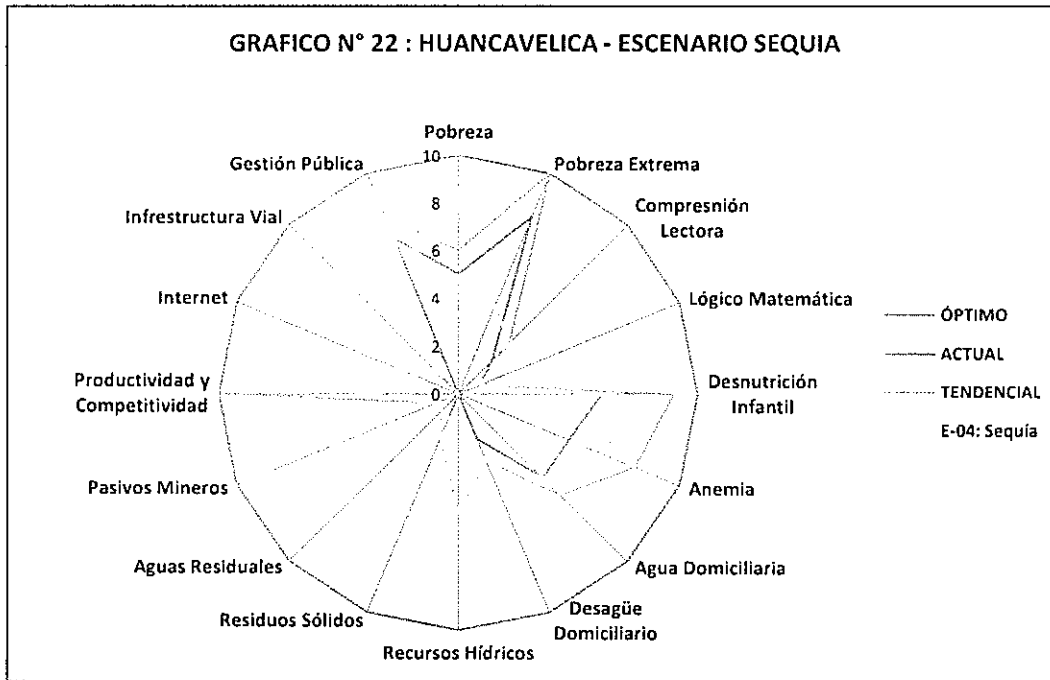 GRAFICO N° 22 : HUANCAVELICA - ESCENARIO SEQUIA
Pobreza
Pobreza Extrema
Compresnión
Lectora
Lógico Matemática
Desnutrición
Infantil
Anemia
Agua Domiciliaria
Desagüe
Domiciliario
Recursos Hídricos
Residuos Sólidos
Aguas Residuales
Pasivos Mineros
Productividad y
Competitividad
Internet
Infrestructura Vial
Gestión Pública
10
8
6
4
2
0
ÓPTIMO
ACTUAL
TENDENCIAL
E-04: Sequía